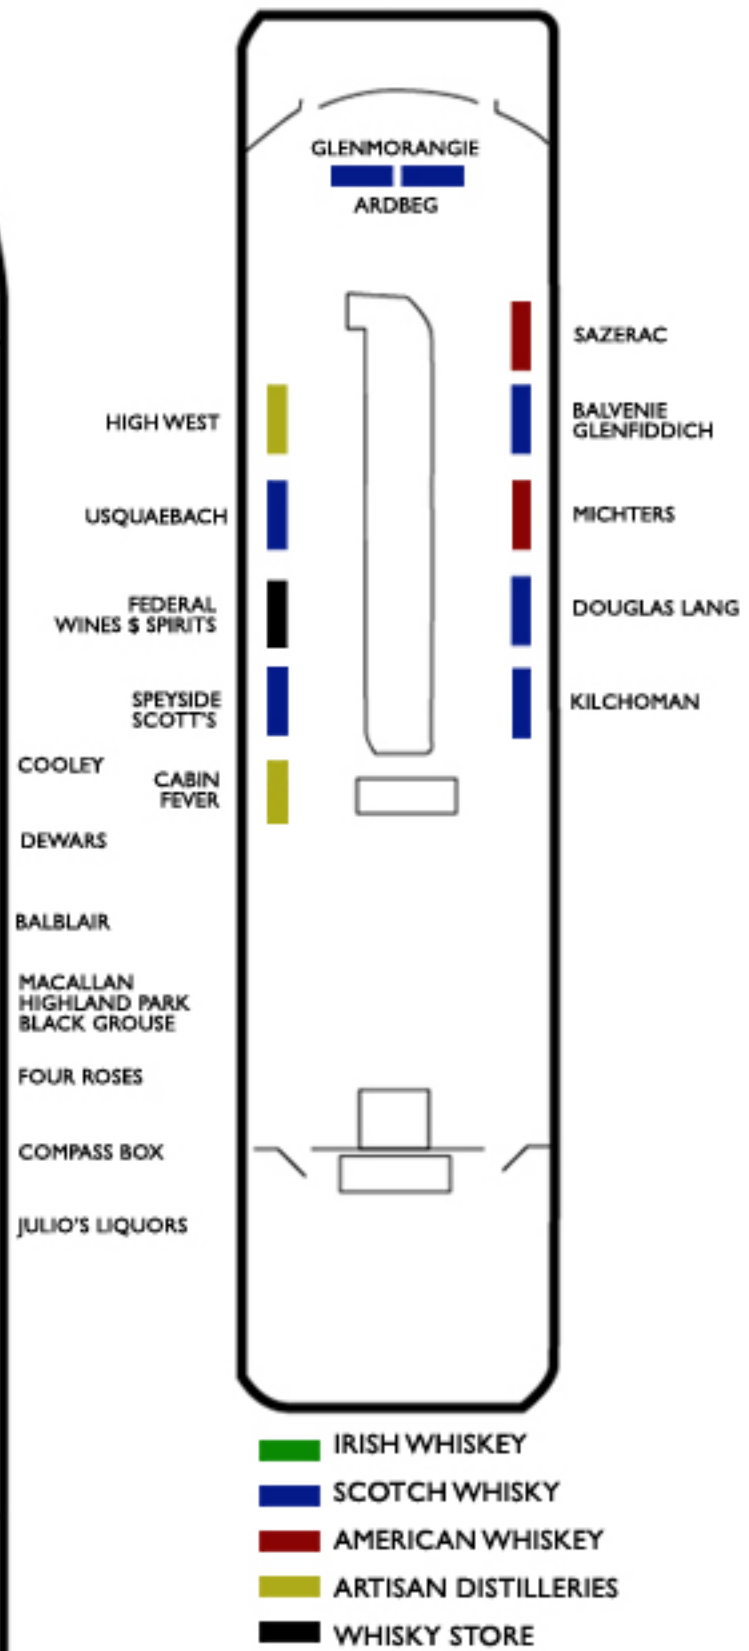 GLENMORANGIE
ARDBEG
SAZERAC
HIGH WEST
BALVENIE
GLENFIDDICH
USQUAEBACH
MICHTERS
FEDERAL
WINES $ SPIRITS
DOUGLAS LANG
SPEYSIDE
SCOTT'S
KILCHOMAN
COOLEY
CABIN
FEVER
DEWARS
BALBLAIR
MACALLAN
HIGHLAND PARK
BLACK GROUSE
FOUR ROSES
COMPASS BOX
JULIO'S LIQUORS
IRISH WHISKEY
SCOTCH WHISKY
AMERICAN WHISKEY
ARTISAN DISTILLERIES
WHISKY STORE